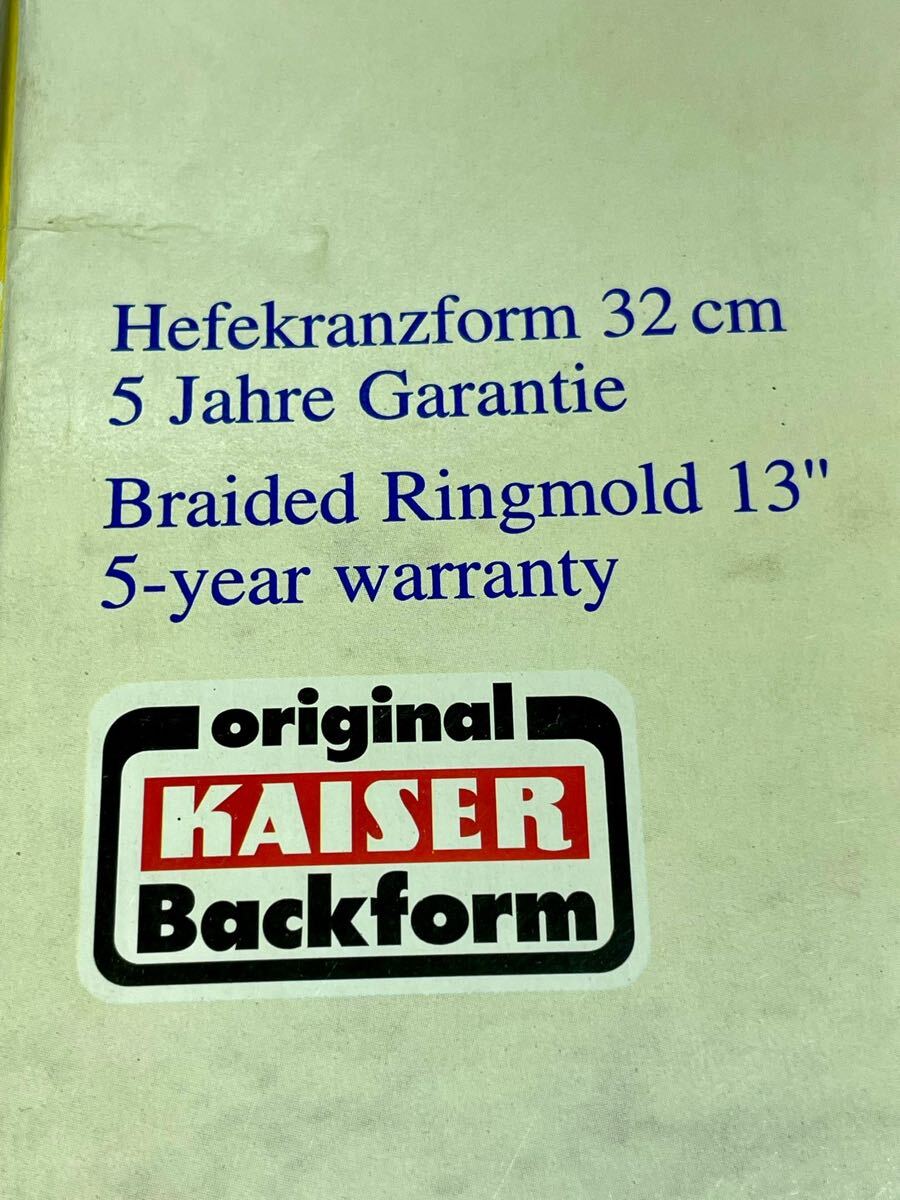 Hefekranzform 32 cm
5 Jahre Garantie
Braided Ringmold 13"
5-year warranty
original
KAISER
Backform